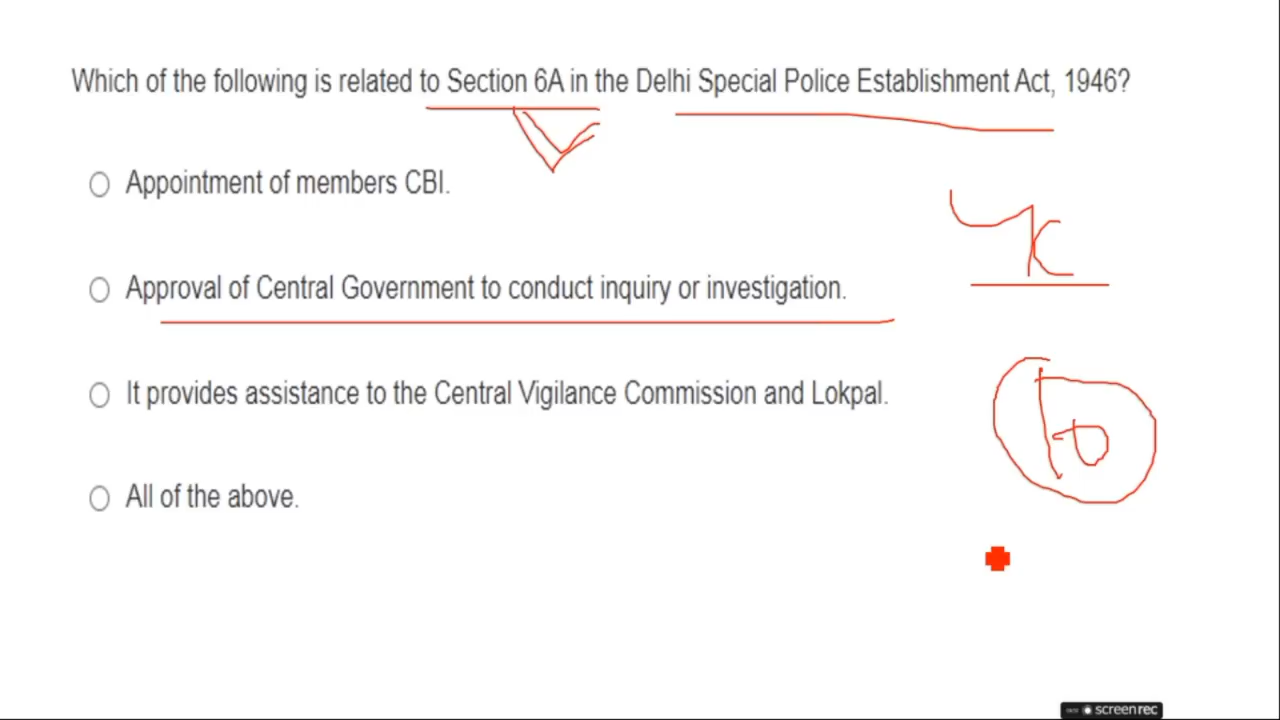 Which of the following is related to Section 6A in the Delhi Special Police Establishment Act, 1946?
Appointment of members CBI.
Approval of Central Government to conduct inquiry or investigation.
It provides assistance to the Central Vigilance Commission and Lokpal.
All of the above.
b
screenrec